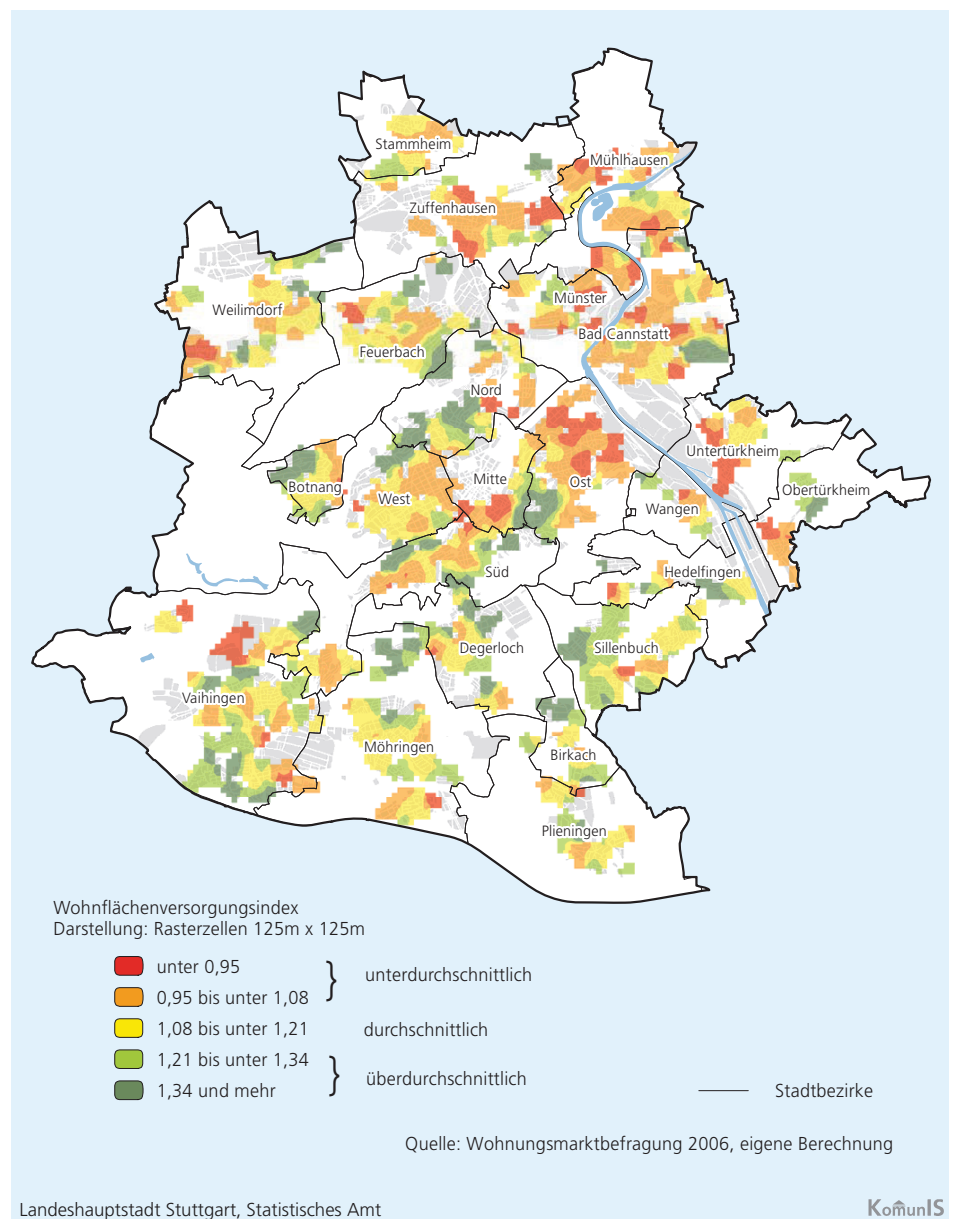 Stammheim
Mühlhausen
Zuffenhausen
Weilimdorf
Münster
Bad Cannstatt
Feuerbach
Nord
Untertürkheim
Mitte
Ost
Botnang
West
Obertürkheim
Wangen
Süd
Hedelfingen
Degerloch
Sillenbuch
Vaihingen
Möhringen
Birkach
Plieningen
Wohnflächenversorgungsindex
Darstellung: Rasterzellen 125m x 125m
unter 0,95
unterdurchschnittlich
0,95 bis unter 1,08
1,08 bis unter 1,21 durchschnittlich
1,21 bis unter 1,34
überdurchschnittlich
1,34 und mehr
Stadtbezirke
Quelle: Wohnungsmarktbefragung 2006, eigene Berechnung
Landeshauptstadt Stuttgart, Statistisches Amt
KomunIS